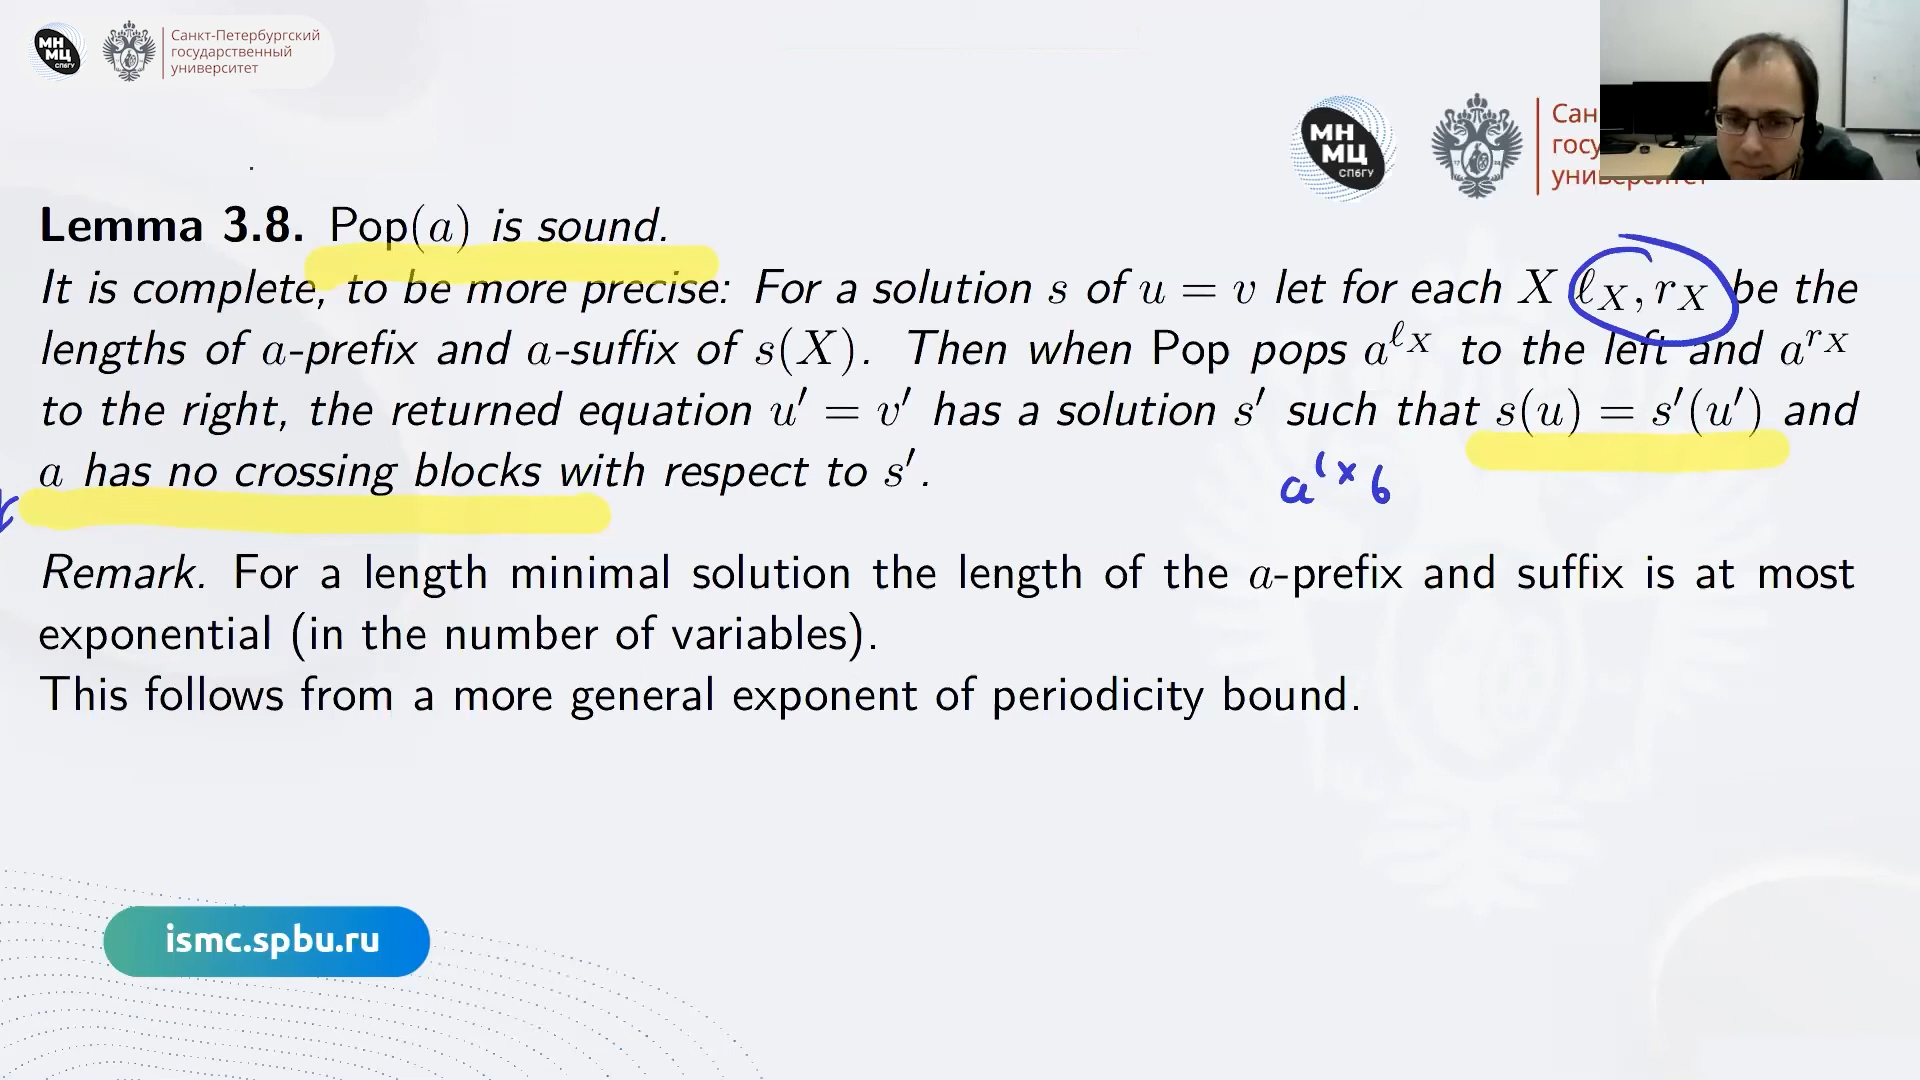 МН
МЦ
СПбГУ
Санкт-Петербургский
государственный
университет
МН
МЦ
СПбГУ
Lemma 3.8. Pop(a) is sound.
It is complete, to be more precise: For a solution s of u = v let for each X ℓ_X, r_X be the
lengths of a-prefix and a-suffix of s(X). Then when Pop pops a^{ℓ_X} to the left and a^{r_X}
to the right, the returned equation u′ = v′ has a solution s′ such that s(u) = s′(u′) and
a has no crossing blocks with respect to s′.
Remark. For a length minimal solution the length of the a-prefix and suffix is at most
exponential (in the number of variables).
This follows from a more general exponent of periodicity bound.
ismc.spbu.ru